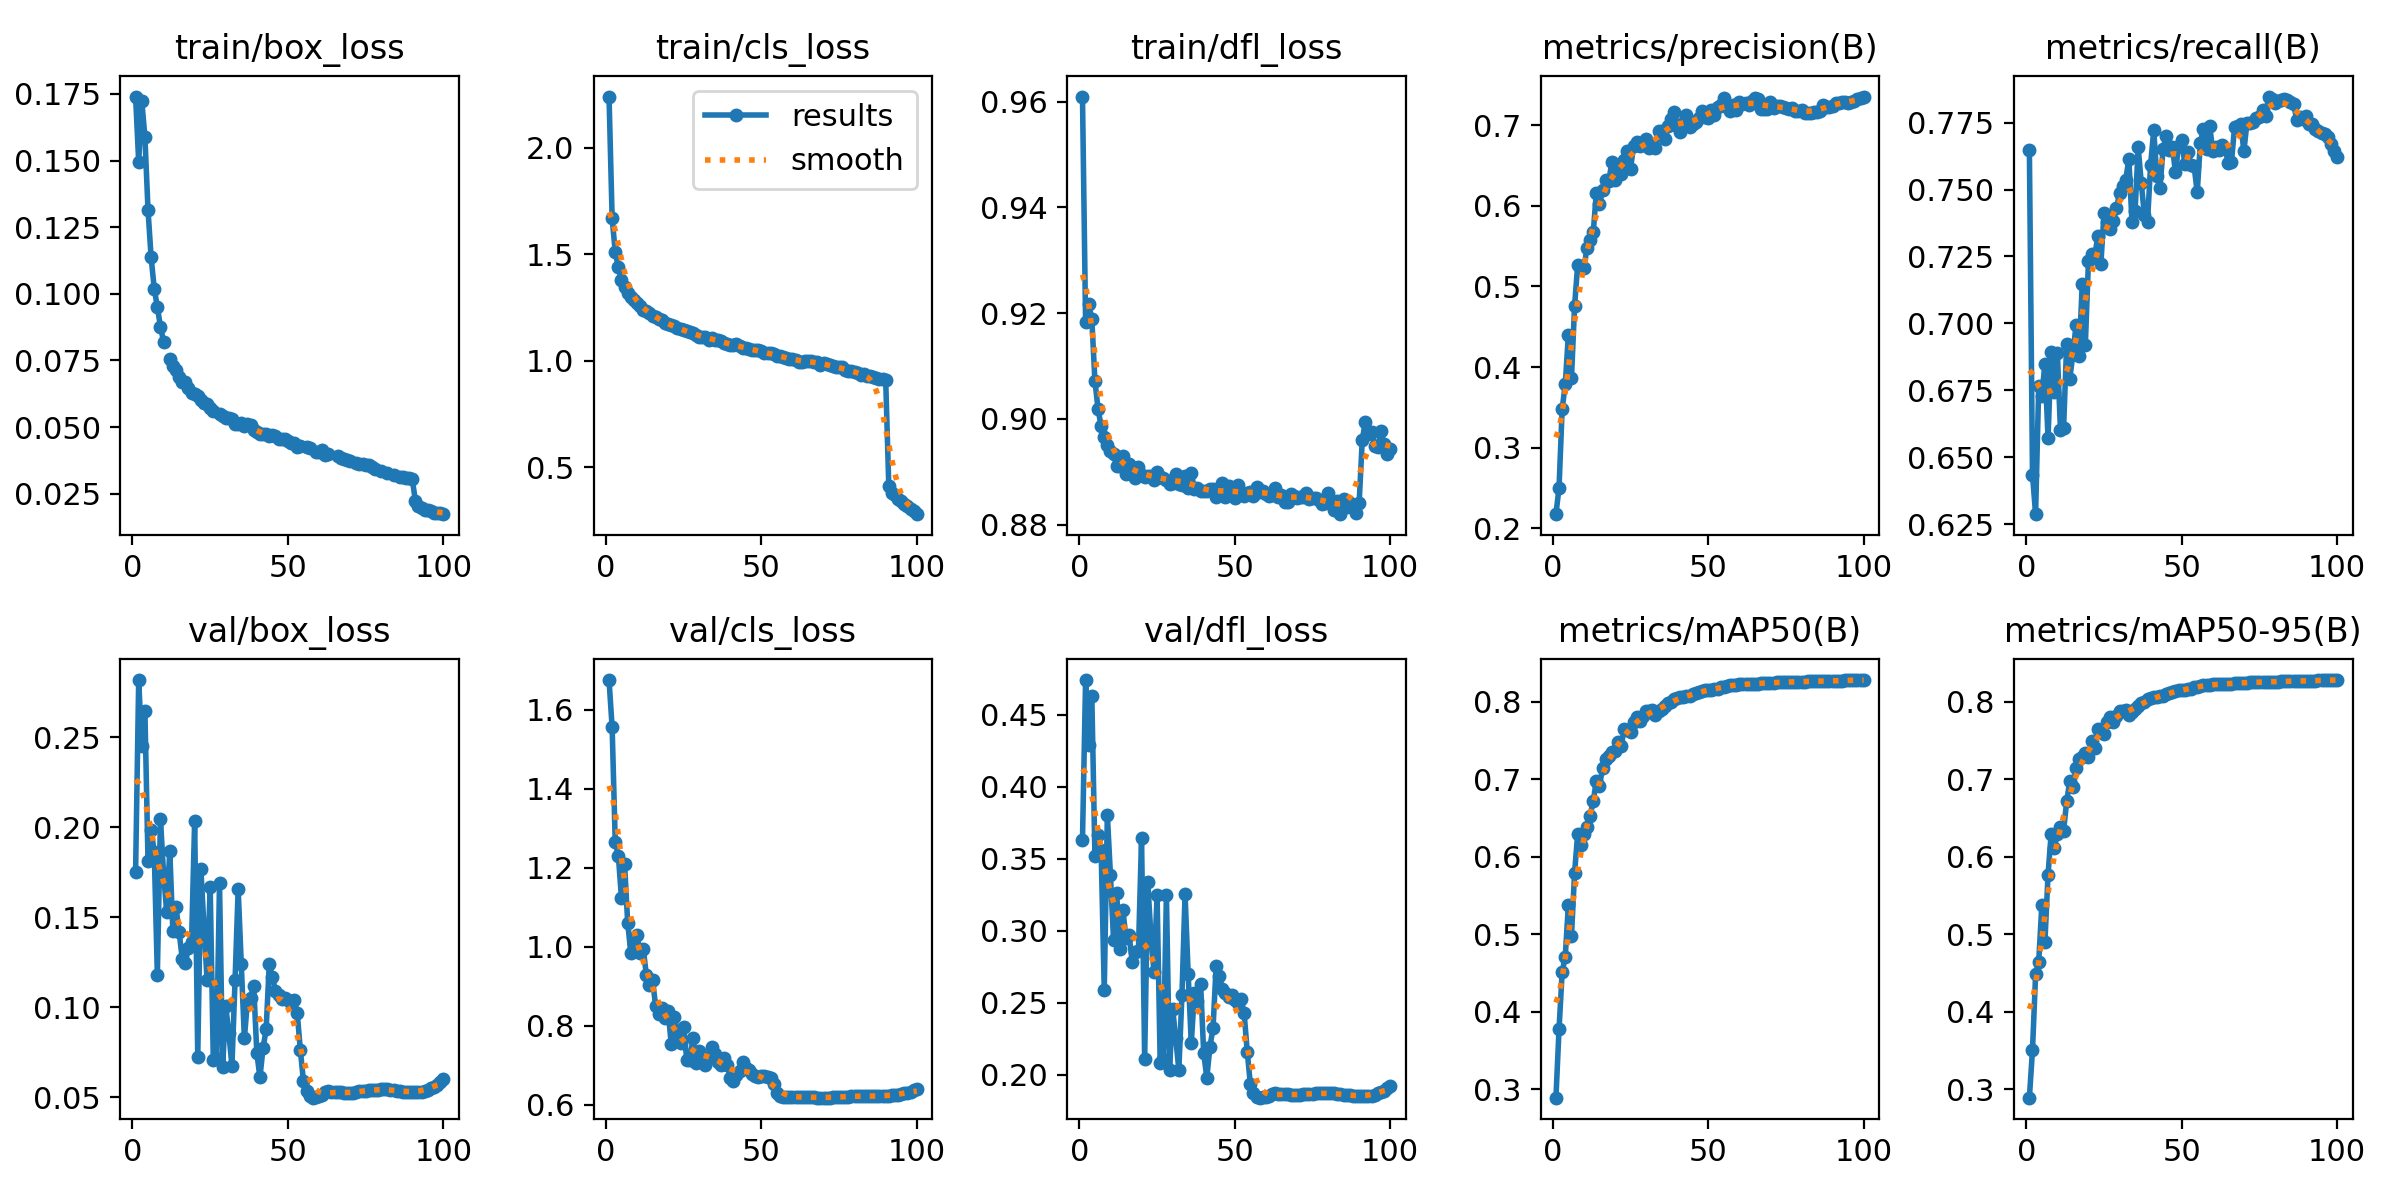 train/box_loss
0.175
0.150
0.125
0.100
0.075
0.050
0.025
0 50 100
train/cls_loss
results
smooth
2.0
1.5
1.0
0.5
0 50 100
train/dfl_loss
0.96
0.94
0.92
0.90
0.88
0 50 100
metrics/precision(B)
0.7
0.6
0.5
0.4
0.3
0.2
0 50 100
metrics/recall(B)
0.775
0.750
0.725
0.700
0.675
0.650
0.625
0 50 100
val/box_loss
0.25
0.20
0.15
0.10
0.05
0 50 100
val/cls_loss
1.6
1.4
1.2
1.0
0.8
0.6
0 50 100
val/dfl_loss
0.45
0.40
0.35
0.30
0.25
0.20
0 50 100
metrics/mAP50(B)
0.8
0.7
0.6
0.5
0.4
0.3
0 50 100
metrics/mAP50-95(B)
0.8
0.7
0.6
0.5
0.4
0.3
0 50 100